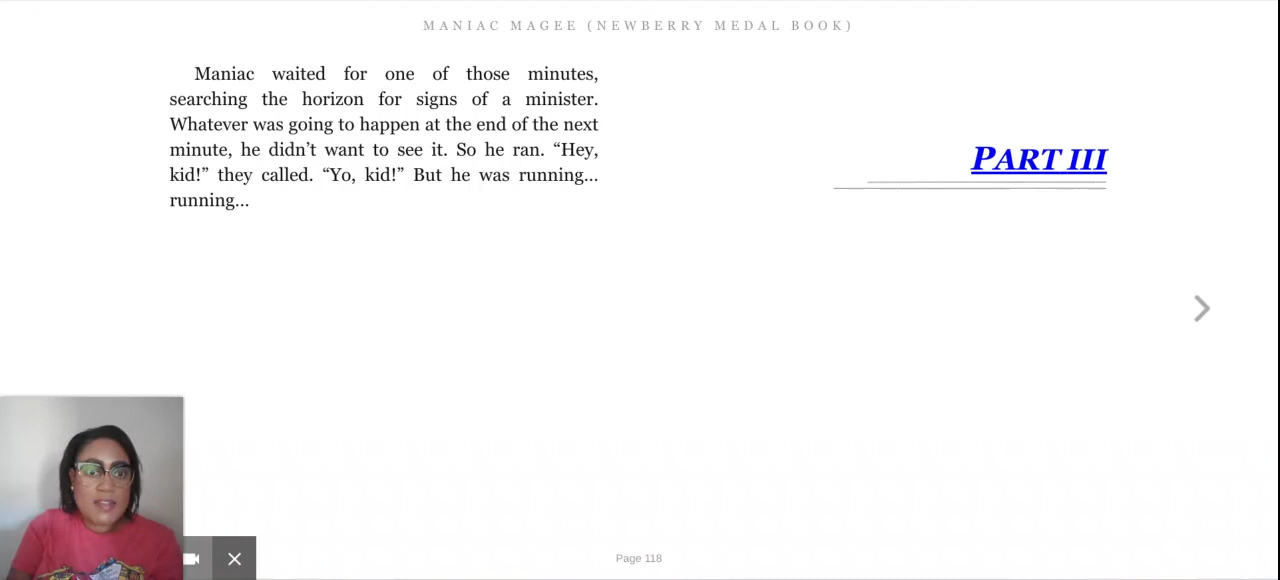 MANIAC MAGEE (NEWBERRY MEDAL BOOK)
Maniac waited for one of those minutes,
searching the horizon for signs of a minister.
Whatever was going to happen at the end of the next
minute, he didn’t want to see it. So he ran. “Hey,
kid!” they called. “Yo, kid!” But he was running...
running...
PART III
Page 118